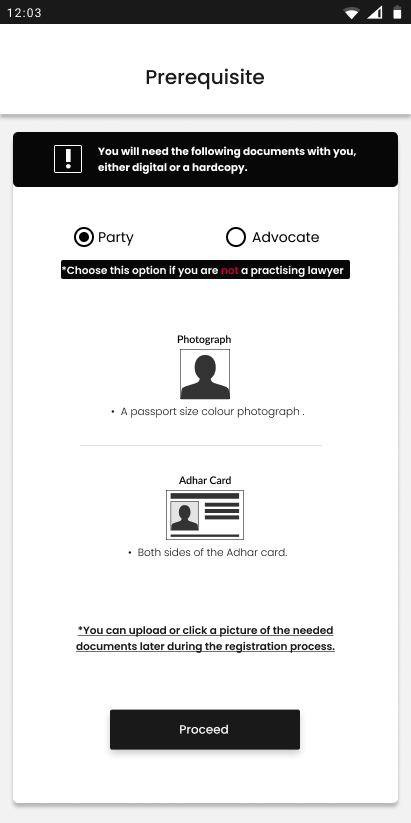 12:03
Prerequisite
You will need the following documents with you,
either digital or a hardcopy.
Party
Advocate
*Choose this option if you are not a practising lawyer
Photograph
• A passport size colour photograph .
Adhar Card
• Both sides of the Adhar card.
*You can upload or click a picture of the needed
documents later during the registration process.
Proceed